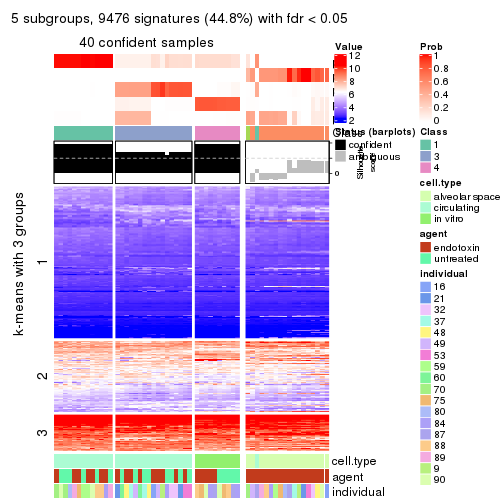 5 subgroups, 9476 signatures (44.8%) with fdr < 0.05
40 confident samples
Value
12
10
8
6
4
2
Prob
1
0.8
0.6
0.4
0.2
0
Status (barplots)
confident
ambiguous
Class
Silhouette
score
0
Class
1
3
4
cell.type
alveolar space
circulating
in vitro
agent
endotoxin
untreated
individual
16
21
32
37
48
49
53
59
60
70
75
80
84
87
88
89
9
90
k-means with 3 groups
1
2
3
cell.type
agent
individual